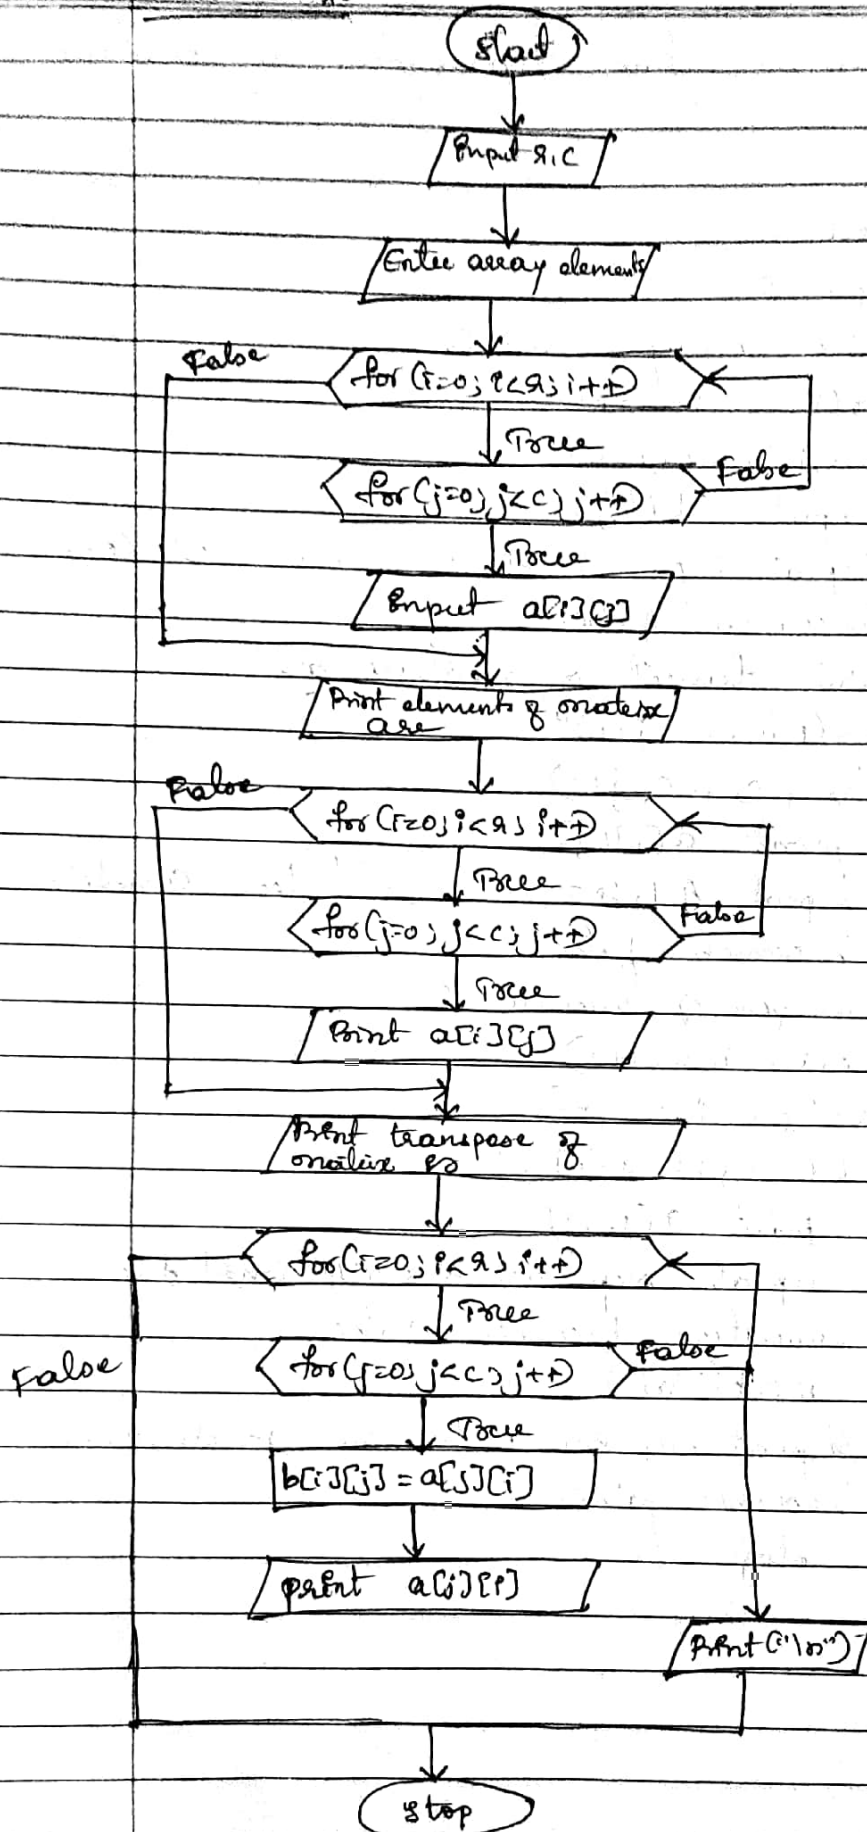 Start
Input r,c
Enter array elements
False
for (i=0; i<r; i++)
True
False
for (j=0; j<c; j++)
True
Input a[i][j]
Print elements of matrix
are
False
for (i=0; i<r; i++)
True
False
for (j=0; j<c; j++)
True
Print a[i][j]
Print transpose of
matrix is
for (i=0; i<r; i++)
True
False
False
for (j=0; j<c; j++)
True
b[i][j] = a[j][i]
print a[j][i]
Print("\n")
stop